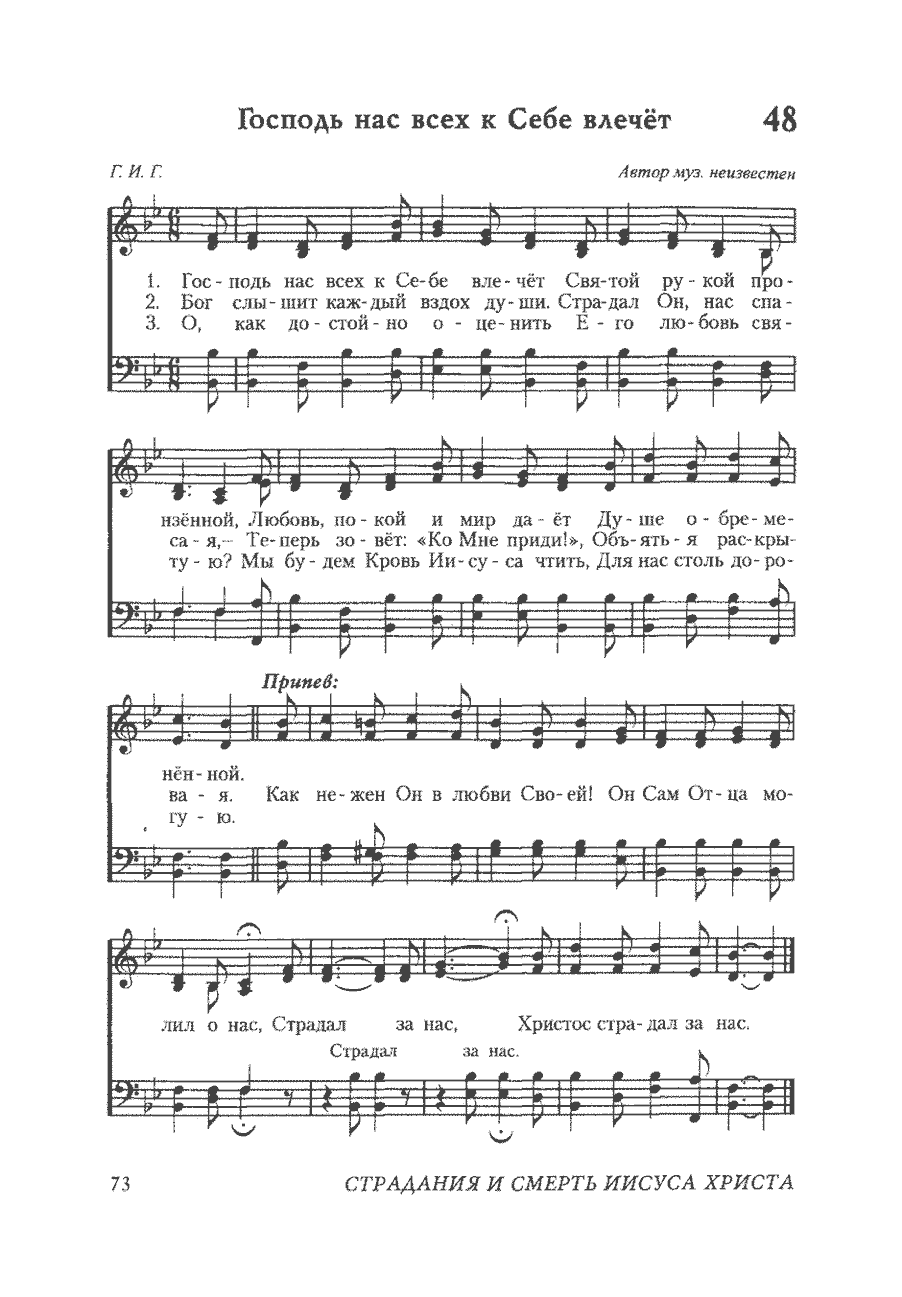 Господь нас всех к Себе влечёт 48
Г. И. Г. Автор муз. неизвестен
1. Гос - подь нас всех к Се - бе вле - чёт Свя - той ру - кой про -
2. Бог слы - шит каж - дый вздох ду - ши. Стра - дал Он, нас спа -
3. О, как до - стой - но о - це - нить Е - го лю - бовь свя -
нзённой, Любовь, по - кой и мир да - ёт Ду - ше о - бре - ме -
са - я,– Те - перь зо - вёт: «Ко Мне приди!», Объ - ять - я рас - кры -
ту - ю? Мы бу - дем Кровь Ии - су - са чтить, Для нас столь до - ро -
Припев:
нён - ной.
ва - я. Как не - жен Он в любви Сво - ей! Он Сам От - ца мо -
гу - ю.
лил о нас, Страдал за нас, Христос стра - дал за нас.
Страдал за нас.
73 СТРАДАНИЯ И СМЕРТЬ ИИСУСА ХРИСТА